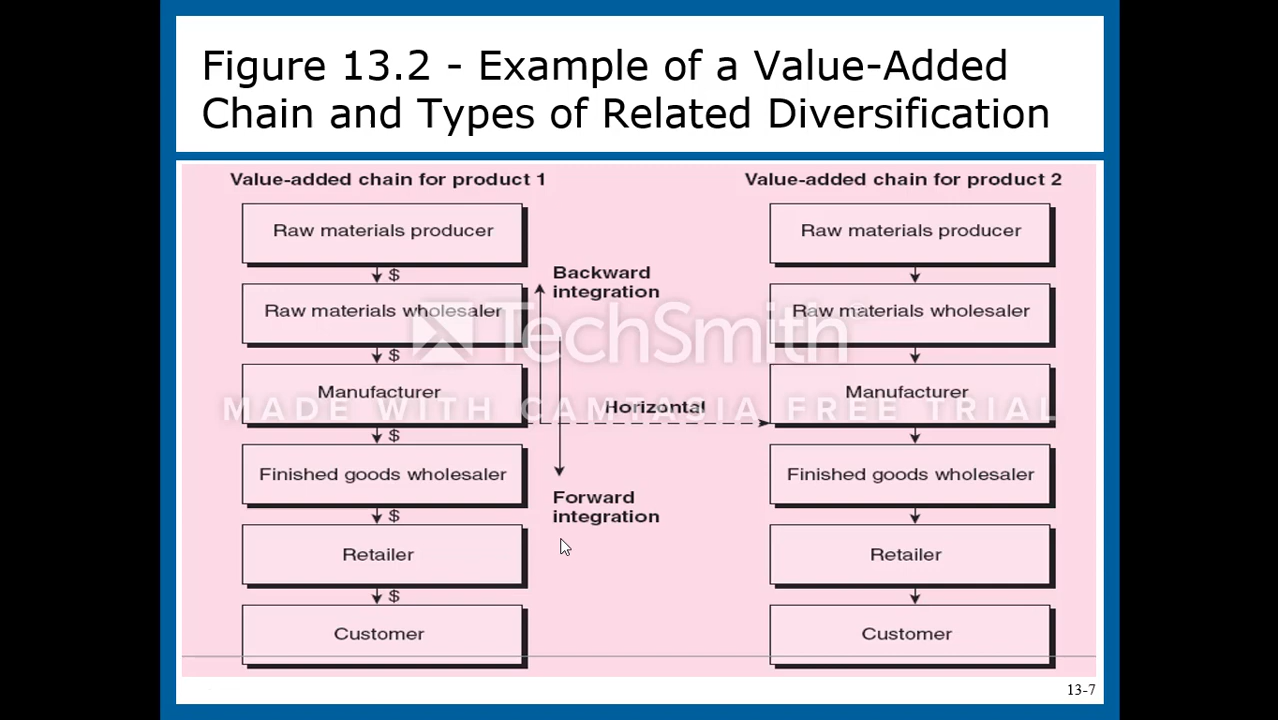 Figure 13.2 - Example of a Value-Added
Chain and Types of Related Diversification
Value-added chain for product 1
Raw materials producer
$
Raw materials wholesaler
$
Manufacturer
$
Finished goods wholesaler
$
Retailer
$
Customer
Backward
integration
Horizontal
Forward
integration
Value-added chain for product 2
Raw materials producer
Raw materials wholesaler
Manufacturer
Finished goods wholesaler
Retailer
Customer
TechSmith
MADE WITH CAMTASIA FREE TRIAL
13-7